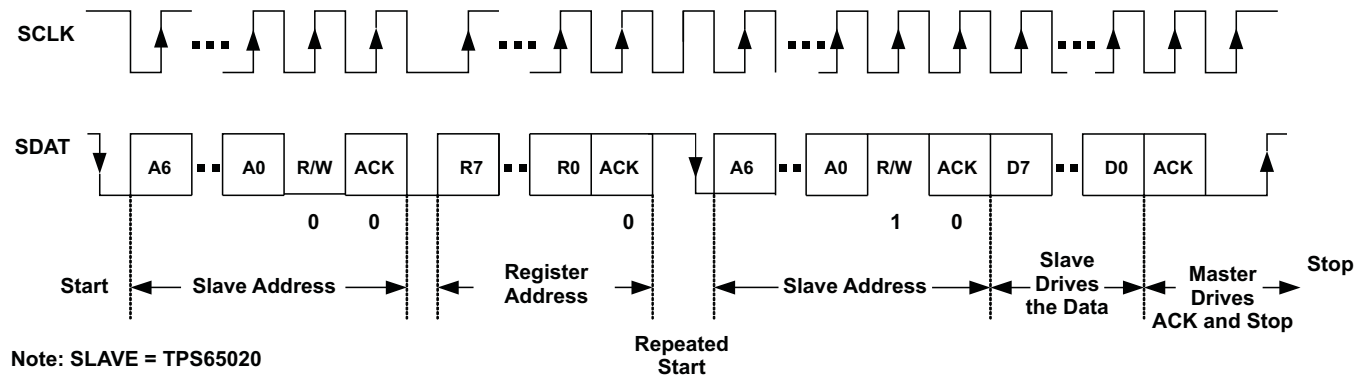 SCLK
SDAT
A6 A0 R/W ACK R7 R0 ACK A6 A0 R/W ACK D7 D0 ACK
0 0 0 1 0
Start Slave Address Register Address Slave Address Slave Drives the Data Master Drives ACK and Stop Stop
Repeated Start
Note: SLAVE = TPS65020